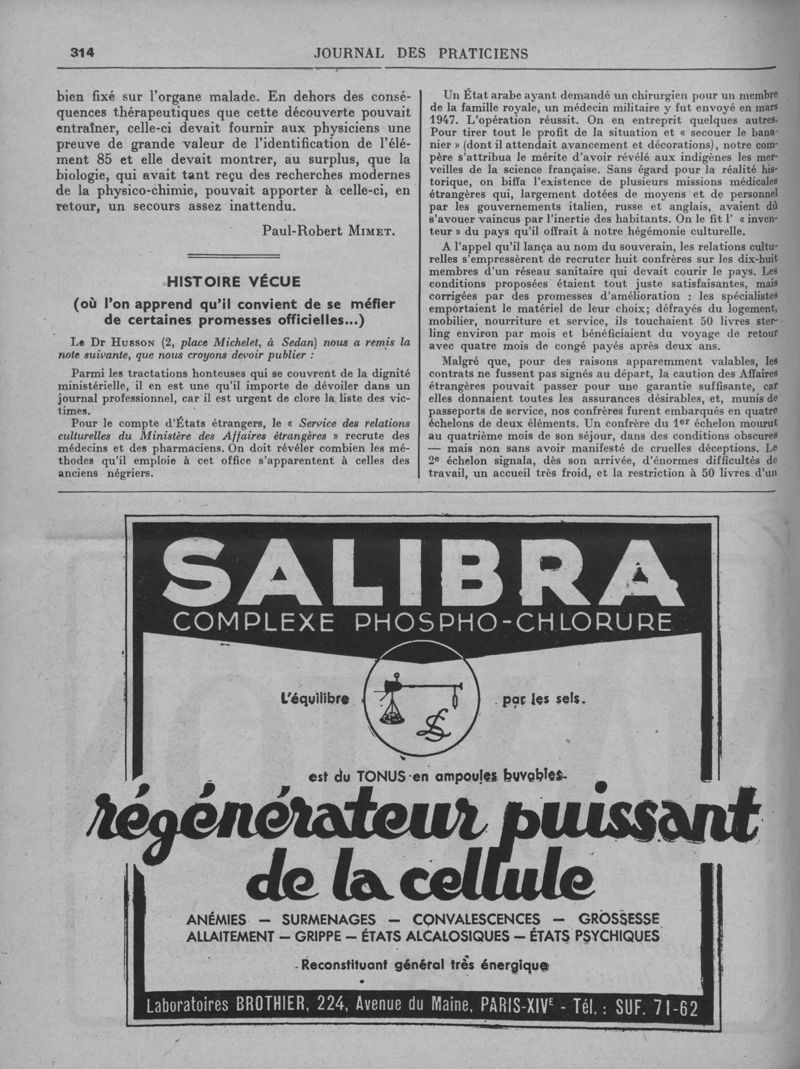 314
JOURNAL DES PRATICIENS
bien fixé sur l'organe malade. En dehors des consé-
quences thérapeutiques que cette découverte pouvait
entraîner, celle-ci devait fournir aux physiciens une
preuve de grande valeur de l'identification de l'élé-
ment 85 et elle devait montrer, au surplus, que la
biologie, qui avait tant reçu des recherches modernes
de la physico-chimie, pouvait apporter à celle-ci, en
retour, un secours assez inattendu.
Paul-Robert MIMET.
HISTOIRE VÉCUE
(où l'on apprend qu'il convient de se méfier
de certaines promesses officielles...)
Le Dr HUSSON (2, place Michelet, à Sedan) nous a remis la
note suivante, que nous croyons devoir publier :
Parmi les tractations honteuses qui se couvrent de la dignité
ministérielle, il en est une qu'il importe de dévoiler dans un
journal professionnel, car il est urgent de clore la liste des vic-
times.
Pour le compte d'États étrangers, le « Service des relations
culturelles du Ministère des Affaires étrangères » recrute des
médecins et des pharmaciens. On doit révéler combien les mé-
thodes qu'il emploie à cet office s'apparentent à celles des
anciens négriers.
Un État arabe ayant demandé un chirurgien pour un membre
de la famille royale, un médecin militaire y fut envoyé en mars
1947. L'opération réussit. On en entreprit quelques autres.
Pour tirer tout le profit de la situation et « secouer le bana-
nier » (dont il attendait avancement et décorations), notre com-
père s'attribua le mérite d'avoir révélé aux indigènes les mer-
veilles de la science française. Sans égard pour la réalité his-
torique, on biffa l'existence de plusieurs missions médicales
étrangères qui, largement dotées de moyens et de personnel
par les gouvernements italien, russe et anglais, avaient dû
s'avouer vaincus par l'inertie des habitants. On le fit l' « inven-
teur » du pays qu'il offrait à notre hégémonie culturelle.
A l'appel qu'il lança au nom du souverain, les relations cultu-
relles s'empressèrent de recruter huit confrères sur les dix-huit
membres d'un réseau sanitaire qui devait courir le pays. Les
conditions proposées étaient tout juste satisfaisantes, mais
corrigées par des promesses d'amélioration : les spécialistes
emportaient le matériel de leur choix; défrayés du logement,
mobilier, nourriture et service, ils touchaient 50 livres ster-
ling environ par mois et bénéficiaient du voyage de retour
avec quatre mois de congé payés après deux ans.
Malgré que, pour des raisons apparemment valables, les
contrats ne fussent pas signés au départ, la caution des Affaires
étrangères pouvait passer pour une garantie suffisante, car
elles donnaient toutes les assurances désirables, et, munis de
passeports de service, nos confrères furent embarqués en quatre
échelons de deux éléments. Un confrère du 1er échelon mourut
au quatrième mois de son séjour, dans des conditions obscures
— mais non sans avoir manifesté de cruelles déceptions. Le
2e échelon signala, dès son arrivée, d'énormes difficultés de
travail, un accueil très froid, et la restriction à 50 livres d'un
SALIBRA
COMPLEXE PHOSPHO-CHLORURE
L'équilibre par les sels.
LS
est du TONUS en ampoules buvables.
régénérateur puissant
de la cellule
ANÉMIES — SURMENAGES — CONVALESCENCES — GROSSESSE
ALLAITEMENT — GRIPPE — ÉTATS ALCALOSIQUES — ÉTATS PSYCHIQUES
Reconstituant général très énergique
Laboratoires BROTHIER, 224, Avenue du Maine, PARIS-XIVE - Tél. : SUF. 71-62